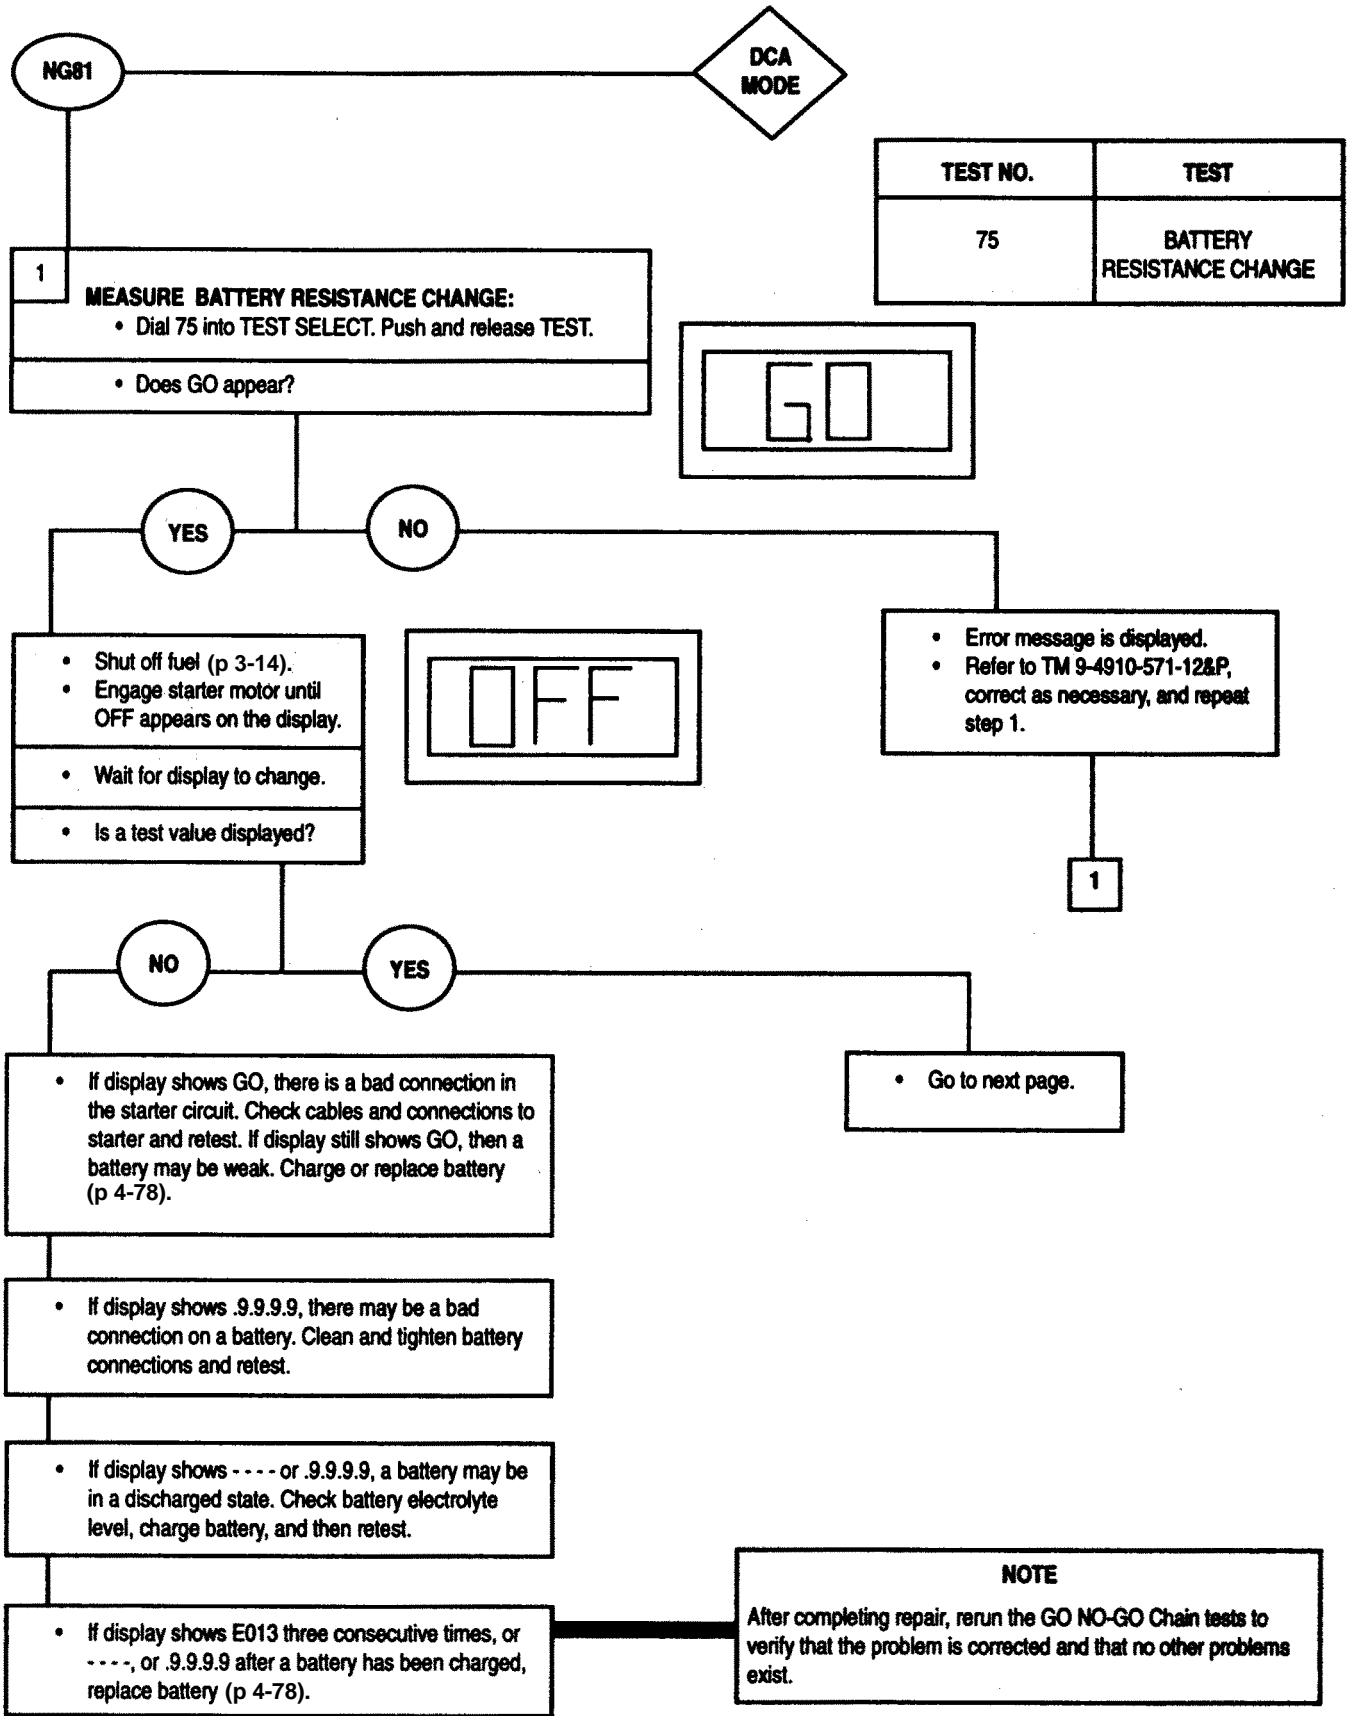 NG81
DCA
MODE
TEST NO.
TEST
75
BATTERY
RESISTANCE CHANGE
1
MEASURE BATTERY RESISTANCE CHANGE:
• Dial 75 into TEST SELECT. Push and release TEST.
• Does GO appear?
GO
YES
NO
• Shut off fuel (p 3-14).
• Engage starter motor until
OFF appears on the display.
• Wait for display to change.
• Is a test value displayed?
OFF
• Error message is displayed.
• Refer to TM 9-4910-571-12&P,
correct as necessary, and repeat
step 1.
1
NO
YES
• If display shows GO, there is a bad connection in
the starter circuit. Check cables and connections to
starter and retest. If display still shows GO, then a
battery may be weak. Charge or replace battery
(p 4-78).
• Go to next page.
• If display shows .9.9.9.9, there may be a bad
connection on a battery. Clean and tighten battery
connections and retest.
• If display shows - - - - or .9.9.9.9, a battery may be
in a discharged state. Check battery electrolyte
level, charge battery, and then retest.
• If display shows E013 three consecutive times, or
- - - -, or .9.9.9.9 after a battery has been charged,
replace battery (p 4-78).
NOTE
After completing repair, rerun the GO NO-GO Chain tests to
verify that the problem is corrected and that no other problems
exist.